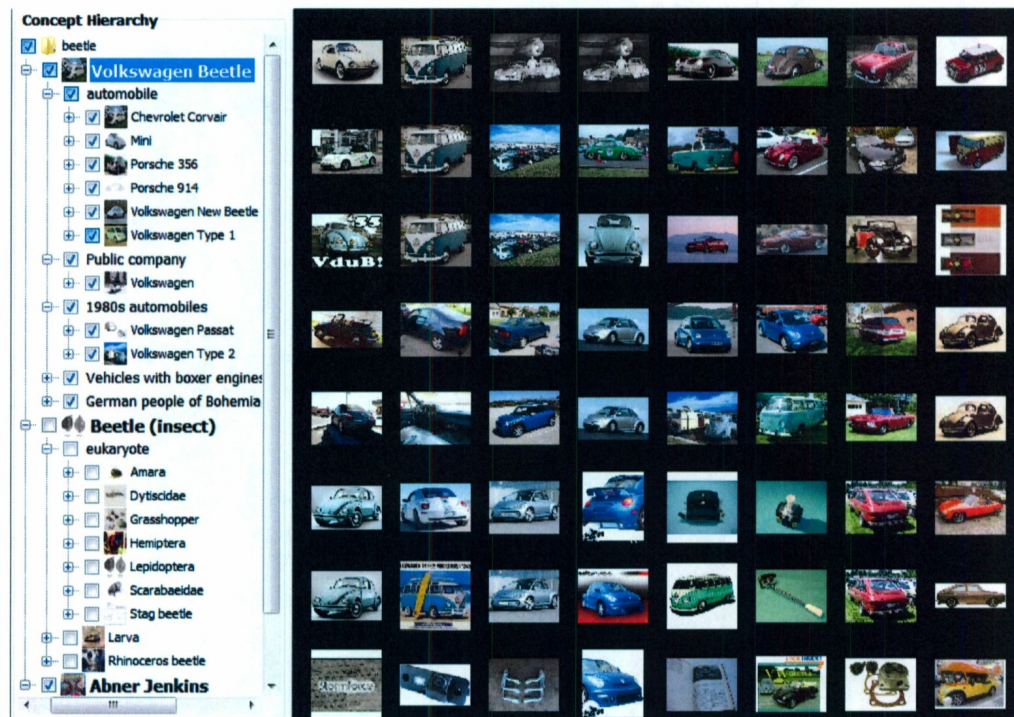 Concept Hierarchy
beetle
Volkswagen Beetle
automobile
Chevrolet Corvair
Mini
Porsche 356
Porsche 914
Volkswagen New Beetle
Volkswagen Type 1
Public company
Volkswagen
1980s automobiles
Volkswagen Passat
Volkswagen Type 2
Vehicles with boxer engines
German people of Bohemia
Beetle (insect)
eukaryote
Amara
Dytiscidae
Grasshopper
Hemiptera
Lepidoptera
Scarabaeidae
Stag beetle
Larva
Rhinoceros beetle
Abner Jenkins
VduB!